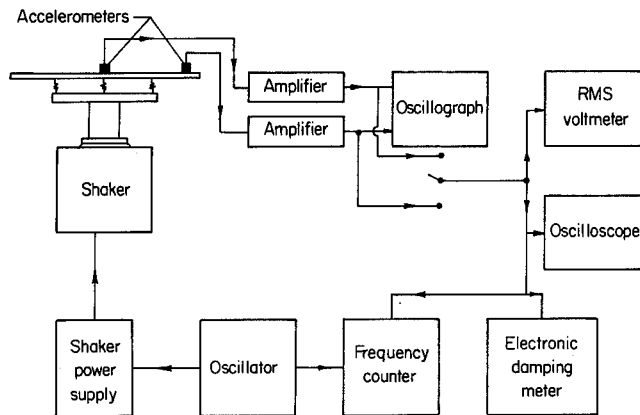 Accelerometers
Amplifier
Amplifier
Oscillograph
RMS
voltmeter
Shaker
Oscilloscope
Shaker
power
supply
Oscillator
Frequency
counter
Electronic
damping
meter